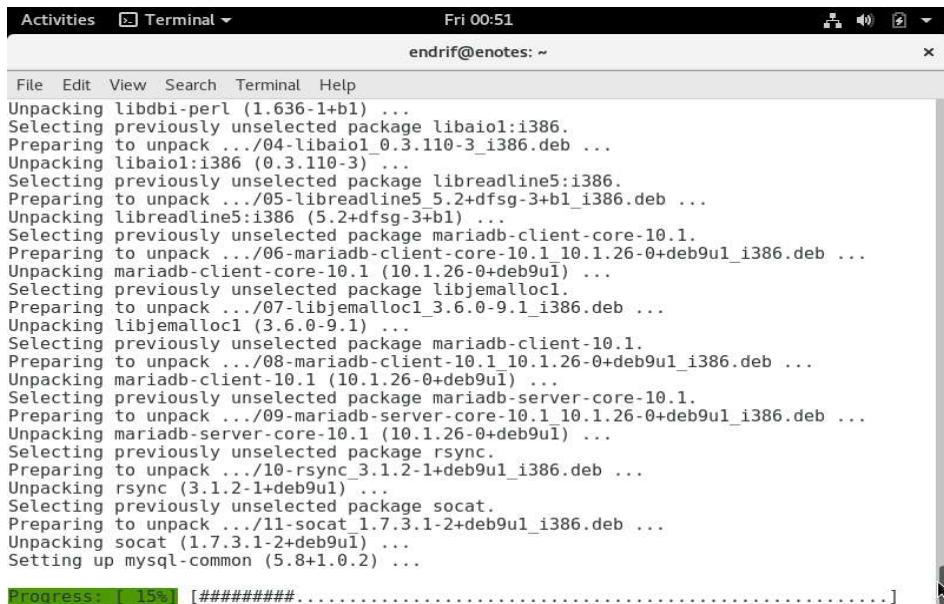 Activities Terminal Fri 00:51
endrif@enotes: ~ ×
File Edit View Search Terminal Help
Unpacking libdbi-perl (1.636-1+b1) ...
Selecting previously unselected package libaio1:i386.
Preparing to unpack .../04-libaio1_0.3.110-3_i386.deb ...
Unpacking libaio1:i386 (0.3.110-3) ...
Selecting previously unselected package libreadline5:i386.
Preparing to unpack .../05-libreadline5_5.2+dfsg-3+b1_i386.deb ...
Unpacking libreadline5:i386 (5.2+dfsg-3+b1) ...
Selecting previously unselected package mariadb-client-core-10.1.
Preparing to unpack .../06-mariadb-client-core-10.1_10.1.26-0+deb9u1_i386.deb ...
Unpacking mariadb-client-core-10.1 (10.1.26-0+deb9u1) ...
Selecting previously unselected package libjemalloc1.
Preparing to unpack .../07-libjemalloc1_3.6.0-9.1_i386.deb ...
Unpacking libjemalloc1 (3.6.0-9.1) ...
Selecting previously unselected package mariadb-client-10.1.
Preparing to unpack .../08-mariadb-client-10.1_10.1.26-0+deb9u1_i386.deb ...
Unpacking mariadb-client-10.1 (10.1.26-0+deb9u1) ...
Selecting previously unselected package mariadb-server-core-10.1.
Preparing to unpack .../09-mariadb-server-core-10.1_10.1.26-0+deb9u1_i386.deb ...
Unpacking mariadb-server-core-10.1 (10.1.26-0+deb9u1) ...
Selecting previously unselected package rsync.
Preparing to unpack .../10-rsync_3.1.2-1+deb9u1_i386.deb ...
Unpacking rsync (3.1.2-1+deb9u1) ...
Selecting previously unselected package socat.
Preparing to unpack .../11-socat_1.7.3.1-2+deb9u1_i386.deb ...
Unpacking socat (1.7.3.1-2+deb9u1) ...
Setting up mysql-common (5.8+1.0.2) ...
Progress: [ 15%] [#########........................................................]